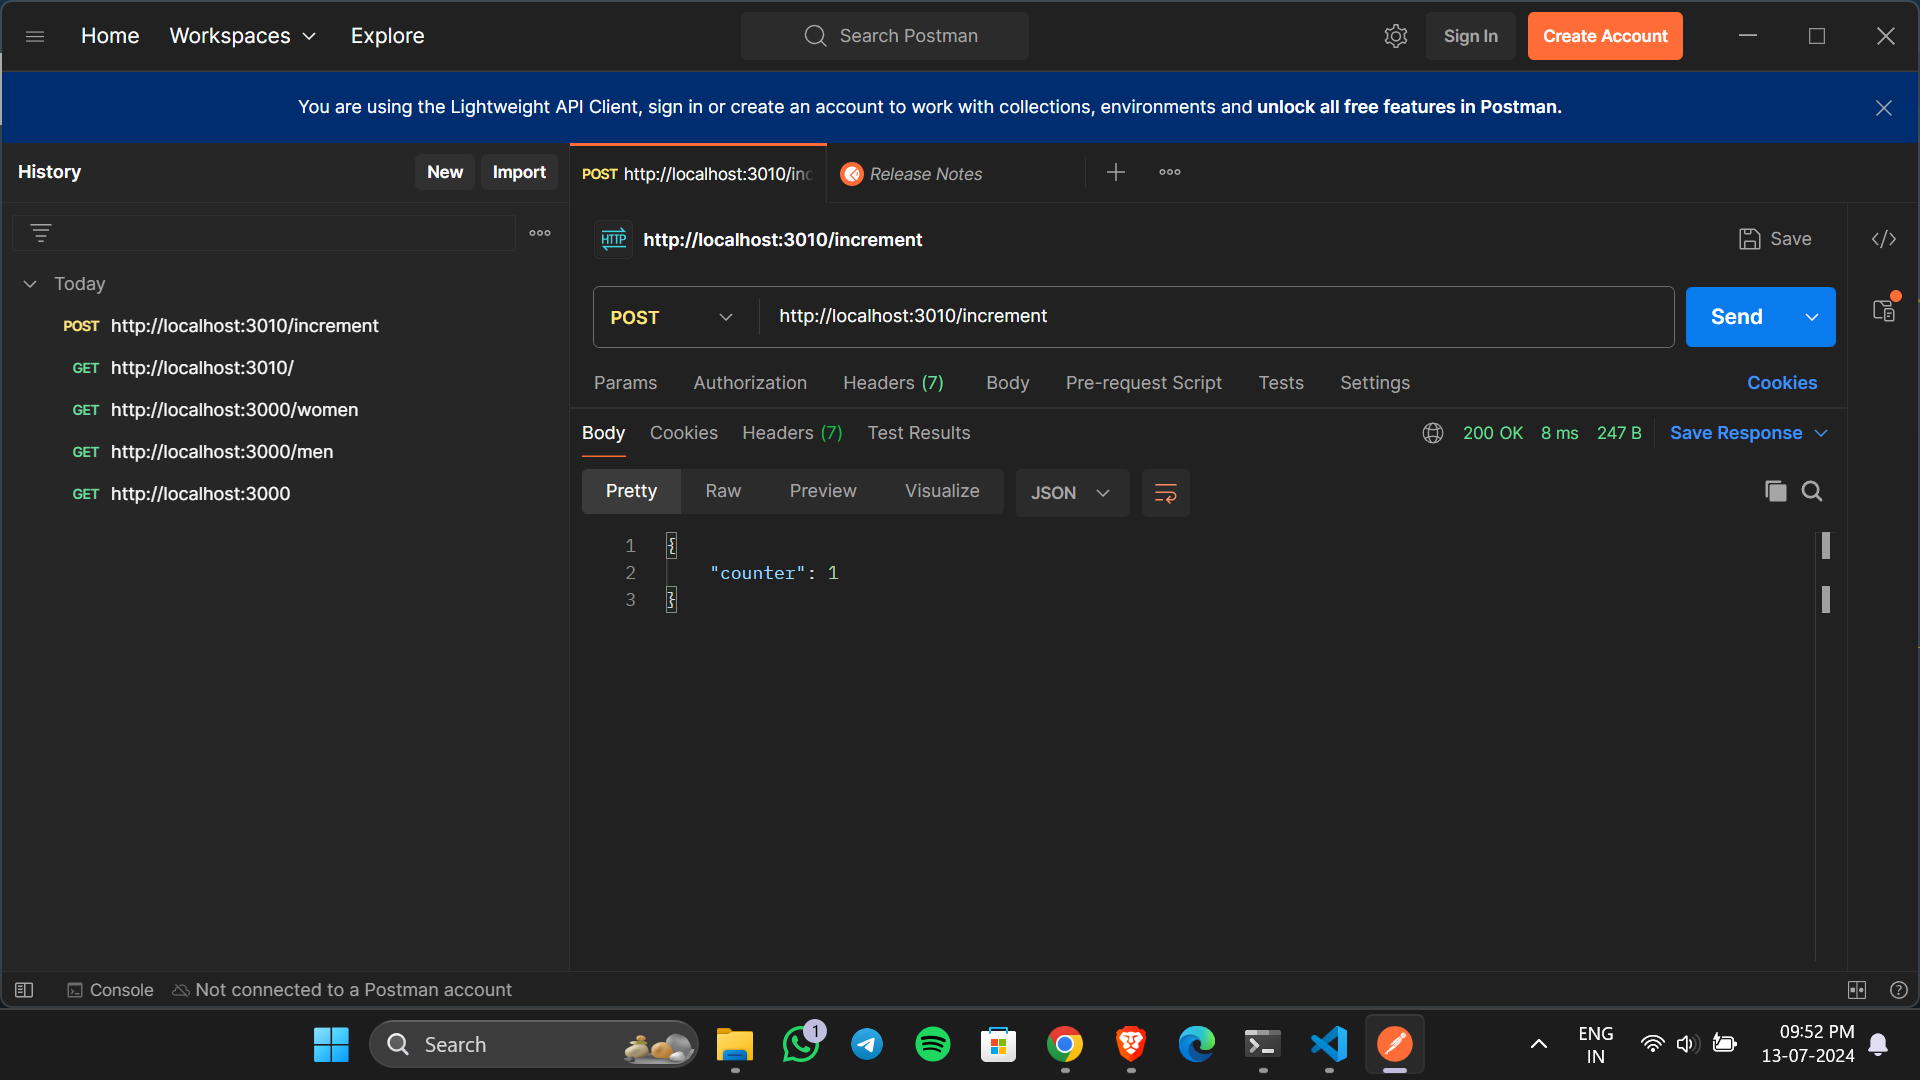 Home Workspaces Explore Search Postman Sign In Create Account
You are using the Lightweight API Client, sign in or create an account to work with collections, environments and unlock all free features in Postman.
History New Import
POST http://localhost:3010/inc Release Notes
HTTP http://localhost:3010/increment Save
Today
POST http://localhost:3010/increment
GET http://localhost:3010/
GET http://localhost:3000/women
GET http://localhost:3000/men
GET http://localhost:3000
POST http://localhost:3010/increment Send
Params Authorization Headers (7) Body Pre-request Script Tests Settings Cookies
Body Cookies Headers (7) Test Results 200 OK 8 ms 247 B Save Response
Pretty Raw Preview Visualize JSON
1 {
2 "counter": 1
3 }
Console Not connected to a Postman account
Search 1 ENG 09:52 PM
IN 13-07-2024